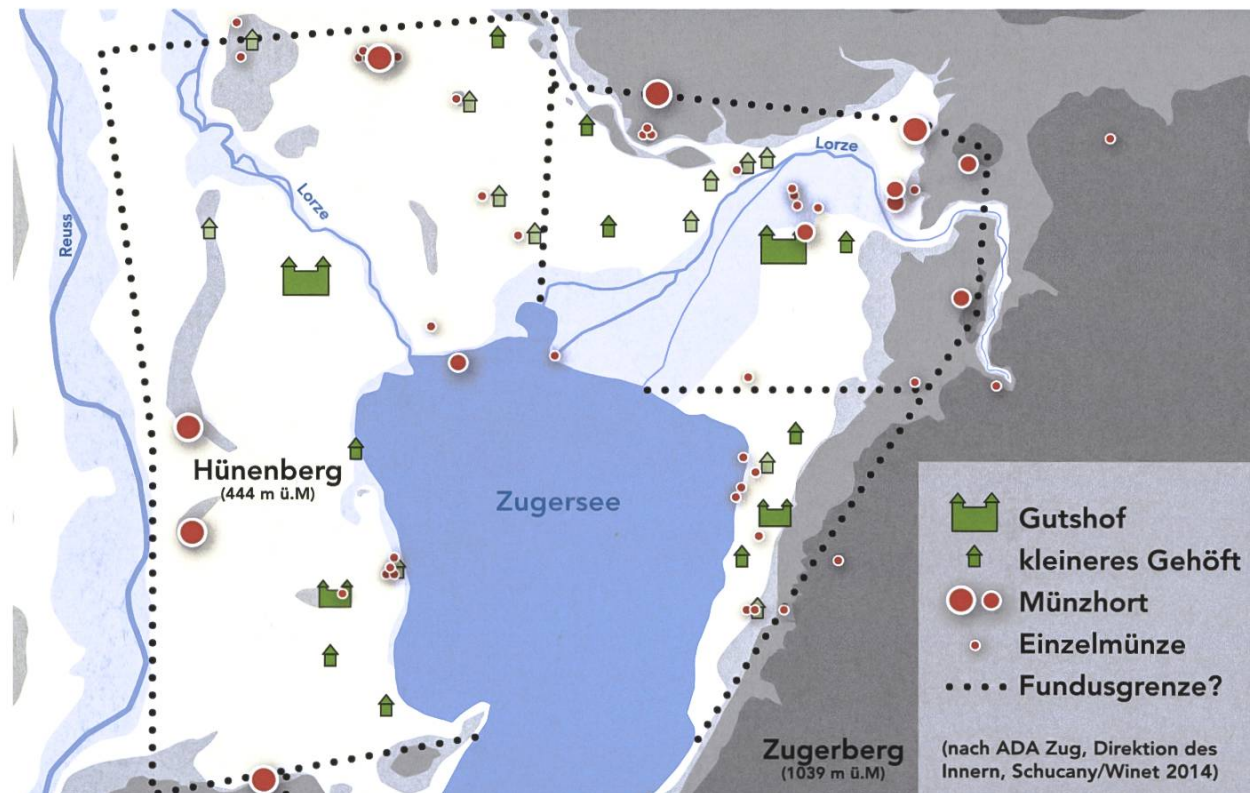 Reuss
Lorze
Lorze
Hünenberg
(444 m ü.M)
Zugersee
Zugerberg
(1039 m ü.M)
Gutshof
kleineres Gehöft
Münzhort
Einzelmünze
Fundusgrenze?
(nach ADA Zug, Direktion des
Innern, Schucany/Winet 2014)